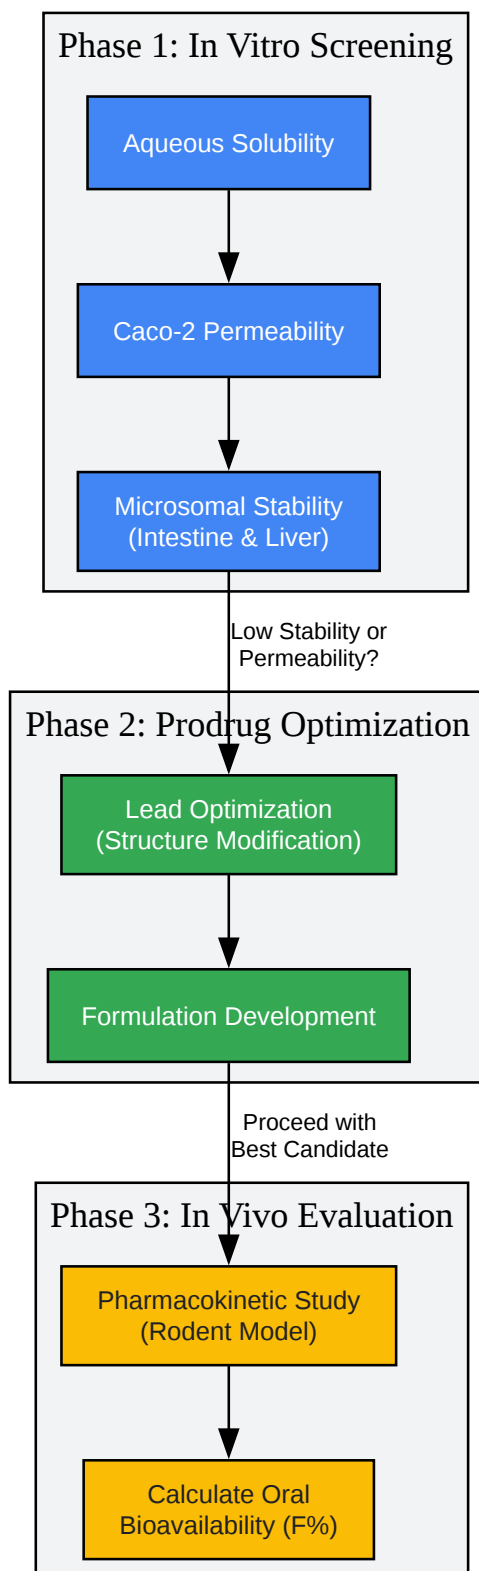 Phase 1: In Vitro Screening
Aqueous Solubility
Caco-2 Permeability
Microsomal Stability
(Intestine & Liver)
Low Stability or
Permeability?
Phase 2: Prodrug Optimization
Lead Optimization
(Structure Modification)
Formulation Development
Proceed with
Best Candidate
Phase 3: In Vivo Evaluation
Pharmacokinetic Study
(Rodent Model)
Calculate Oral
Bioavailability (F%)